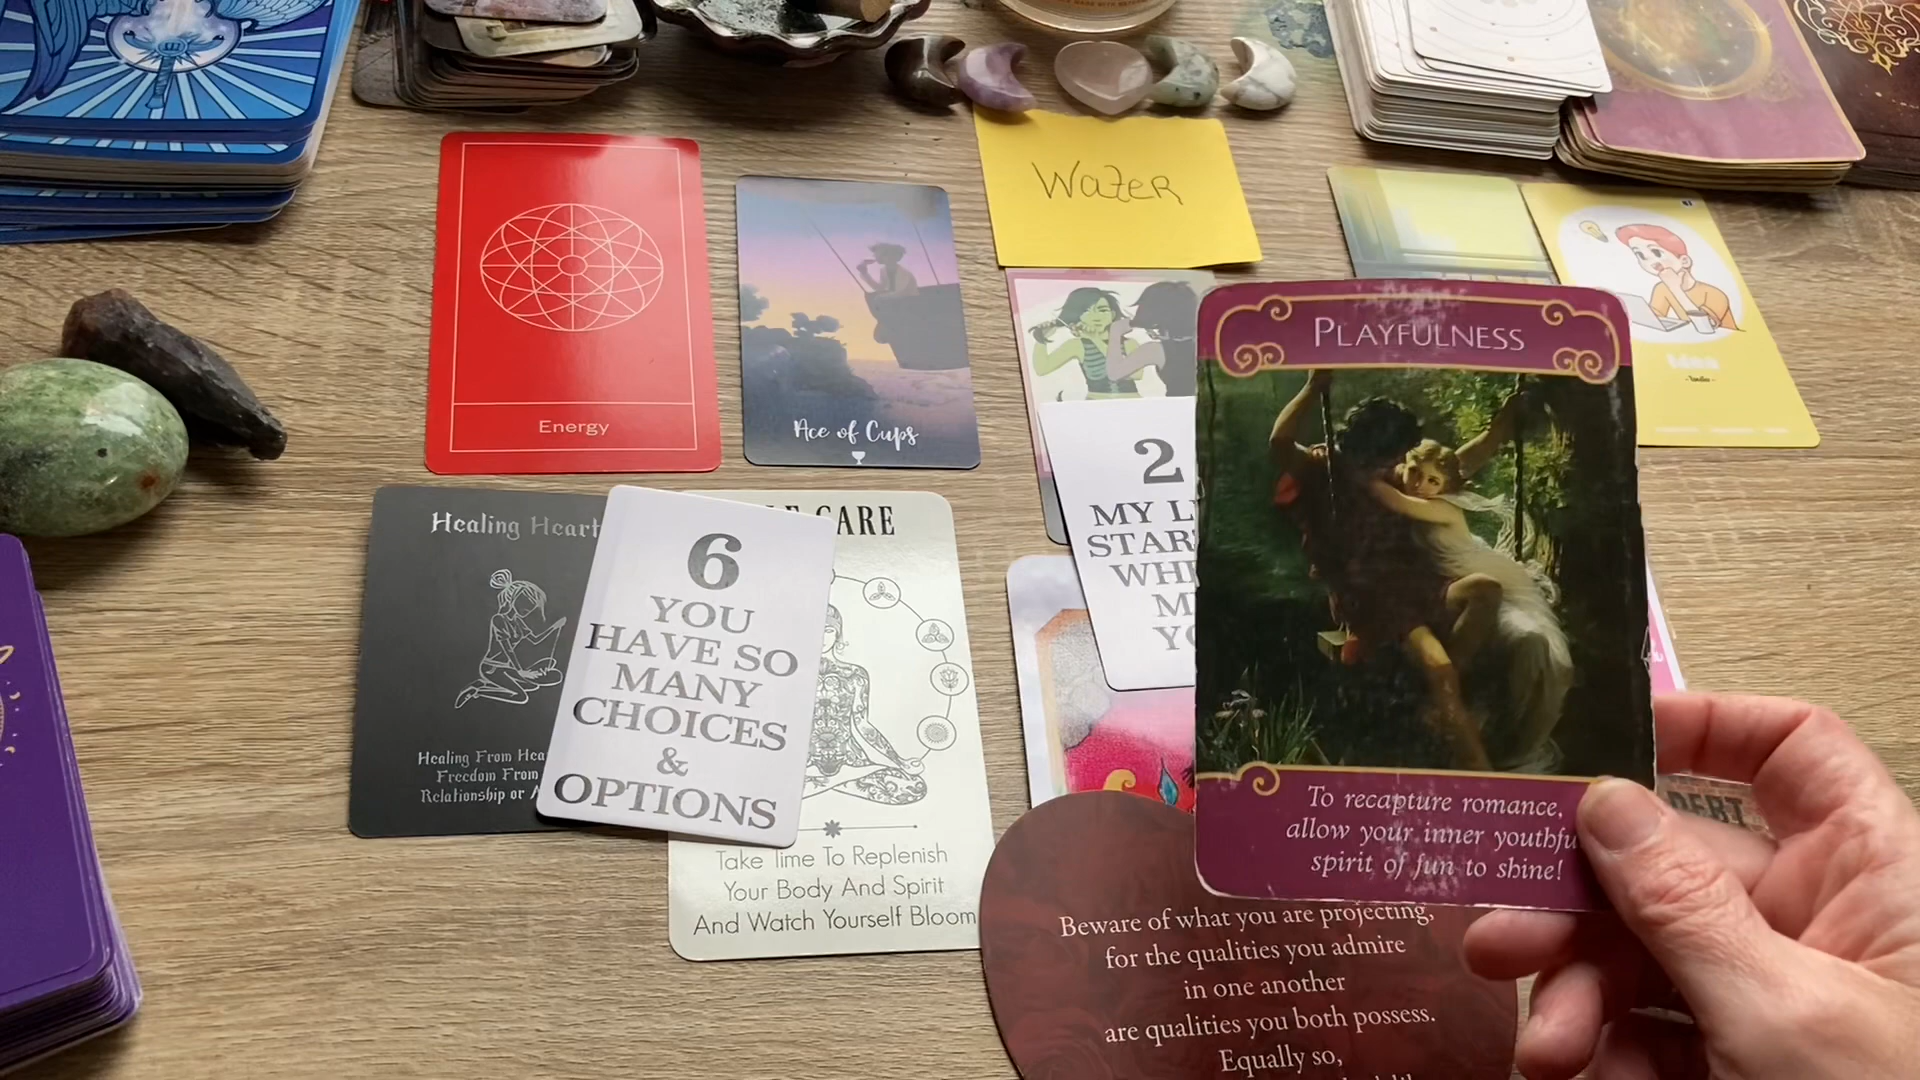 WaTER
Energy
Ace of Cups
PLAYFULNESS
To recapture romance,
allow your inner youthfu
spirit of fun to shine!
Healing Heart
Healing From Hea
Freedom From
Relationship or A
6
YOU
HAVE SO
MANY
CHOICES
&
OPTIONS
CARE
Take Time To Replenish
Your Body And Spirit
And Watch Yourself Bloom
2
MY L
STAR
WH
M
YO
DEBT
Beware of what you are projecting,
for the qualities you admire
in one another
are qualities you both possess.
Equally so,